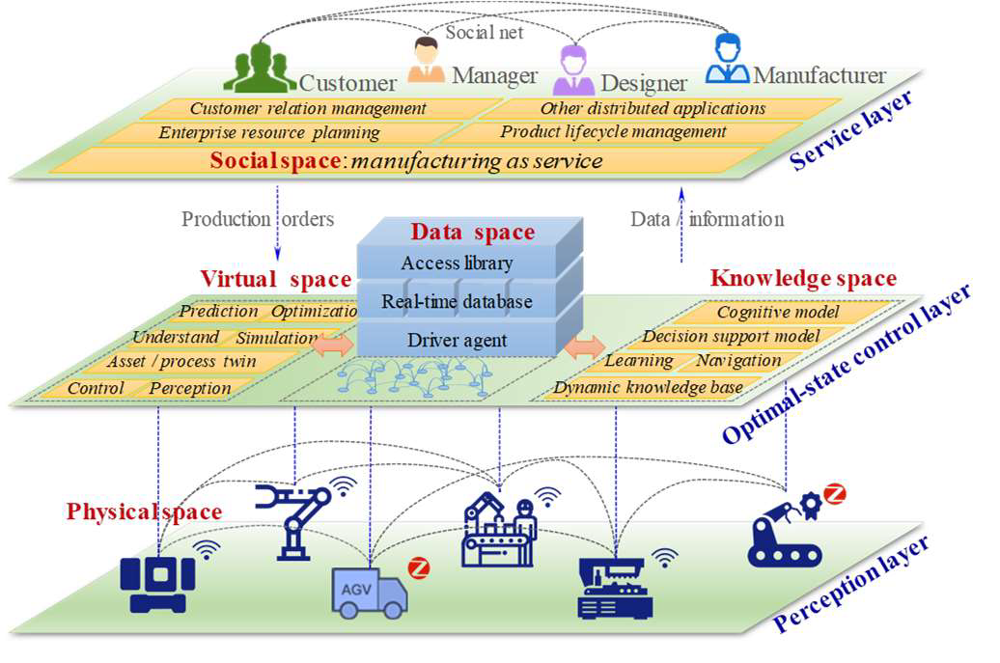 Social net
Customer
Manager
Designer
Manufacturer
Customer relation management
Other distributed applications
Enterprise resource planning
Product lifecycle management
Social space: manufacturing as service
Service layer
Production orders
Data / information
Data space
Access library
Real-time database
Driver agent
Virtual space
Prediction
Optimizatio
Understand
Simulation
Asset / process twin
Control
Perception
Knowledge space
Cognitive model
Decision support model
Learning
Navigation
Dynamic knowledge base
Optimal-state control layer
Physical space
AGV
Z
Z
Perception layer